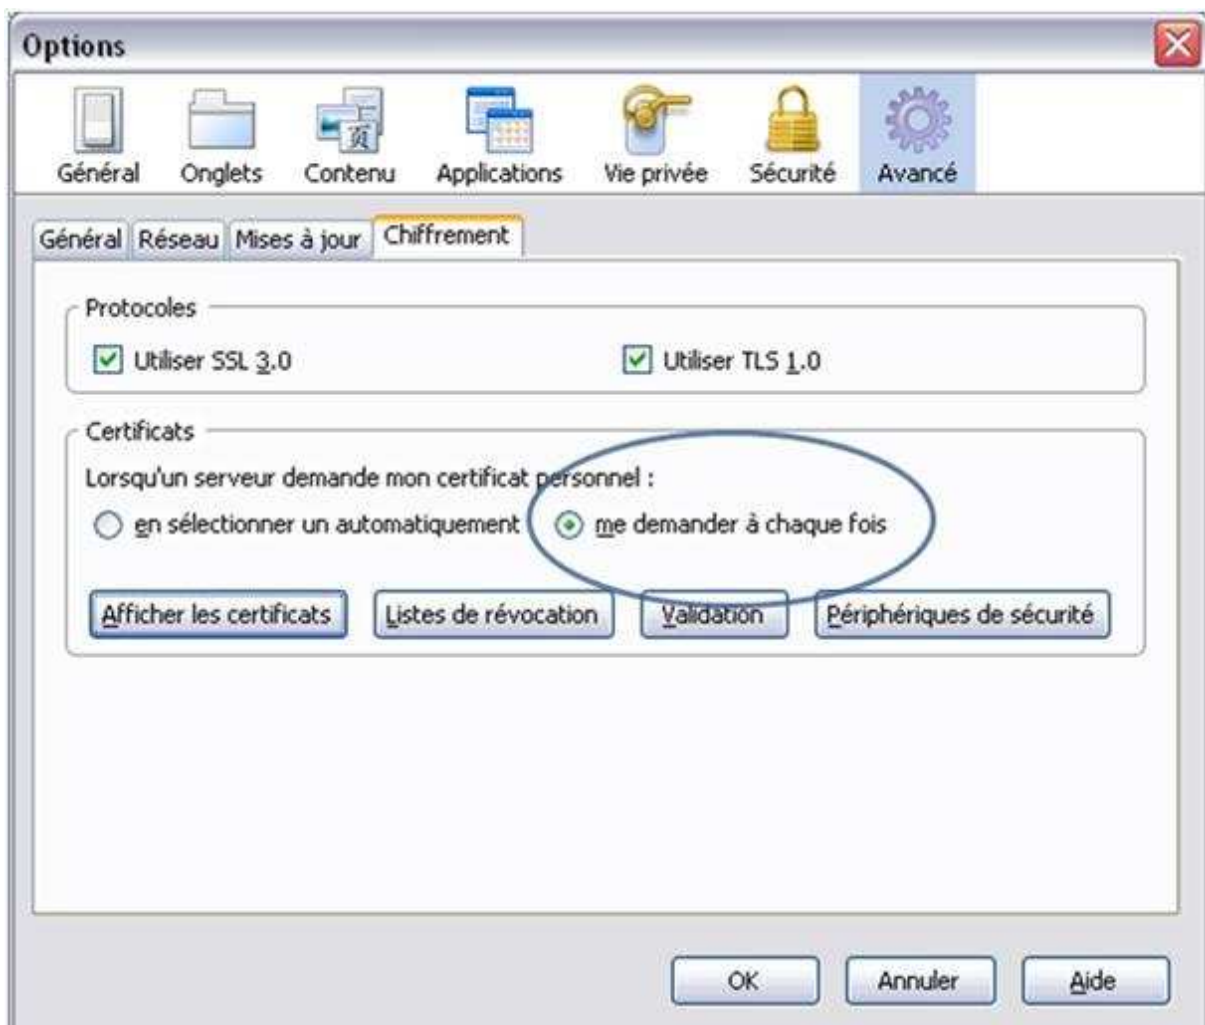 Options
Général Onglets Contenu Applications Vie privée Sécurité Avancé
Général Réseau Mises à jour Chiffrement
Protocoles
Utiliser SSL 3.0 Utiliser TLS 1.0
Certificats
Lorsqu'un serveur demande mon certificat personnel :
en sélectionner un automatiquement me demander à chaque fois
Afficher les certificats Listes de révocation Validation Périphériques de sécurité
OK Annuler Aide